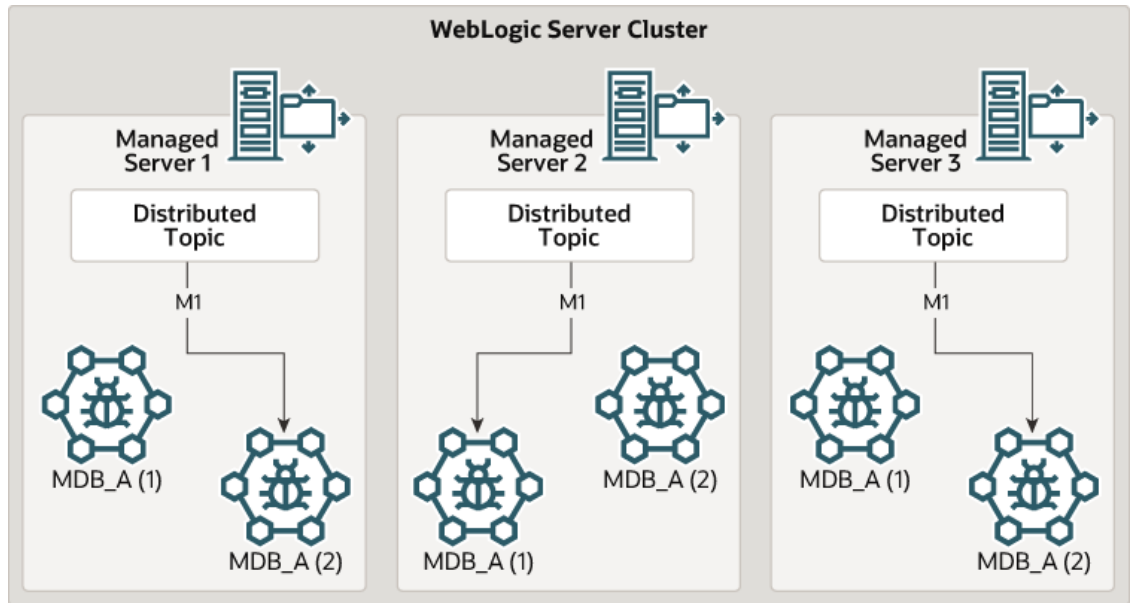 WebLogic Server Cluster
Managed
Server 1
Distributed
Topic
M1
MDB_A (1)
MDB_A (2)
Managed
Server 2
Distributed
Topic
M1
MDB_A (2)
MDB_A (1)
Managed
Server 3
Distributed
Topic
M1
MDB_A (1)
MDB_A (2)